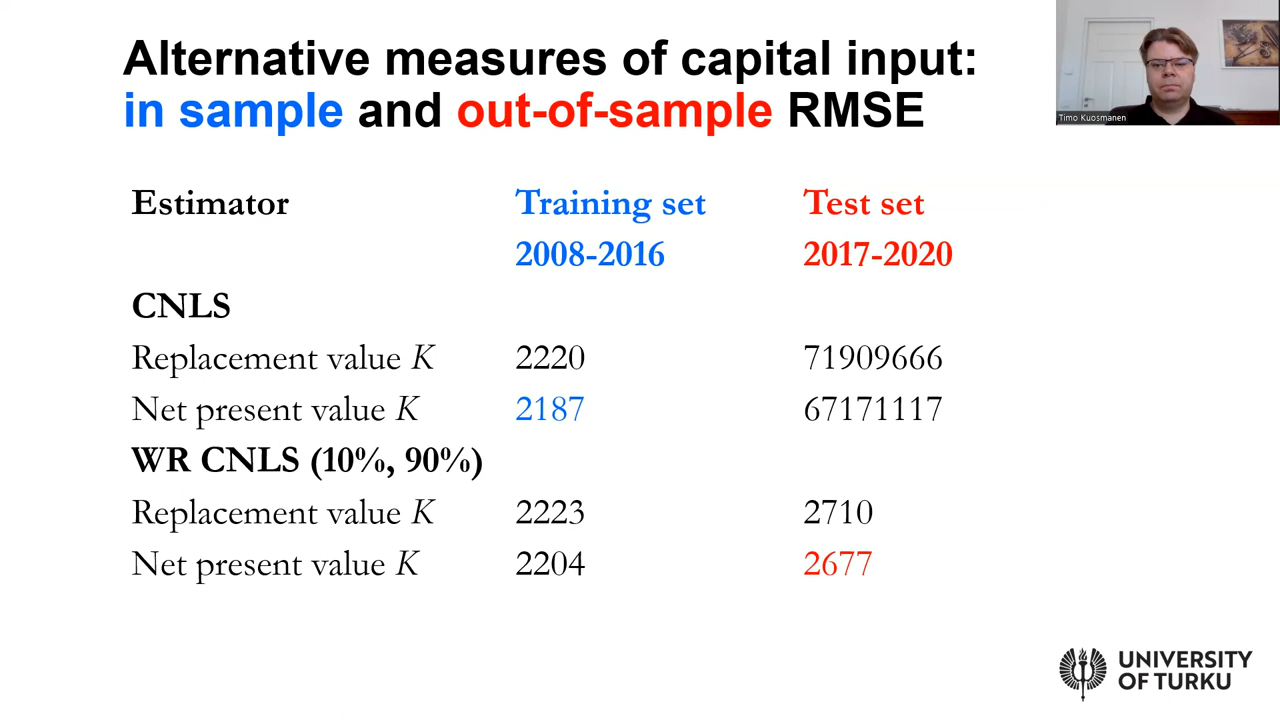 Alternative measures of capital input:
in sample and out-of-sample RMSE
Timo Kuosmanen
Estimator Training set Test set
2008-2016 2017-2020
CNLS
Replacement value K 2220 71909666
Net present value K 2187 67171117
WR CNLS (10%, 90%)
Replacement value K 2223 2710
Net present value K 2204 2677
UNIVERSITY
OF TURKU